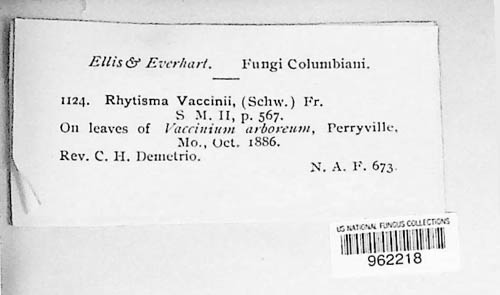 Ellis & Everhart. Fungi Columbiani.
1124. Rhytisma Vaccinii, (Schw.) Fr.
S M. II, p. 567.
On leaves of Vaccinium arboreum, Perryville,
Mo., Oct. 1886.
Rev. C. H. Demetrio.
N. A. F. 673.
US NATIONAL FUNGUS COLLECTIONS
962218